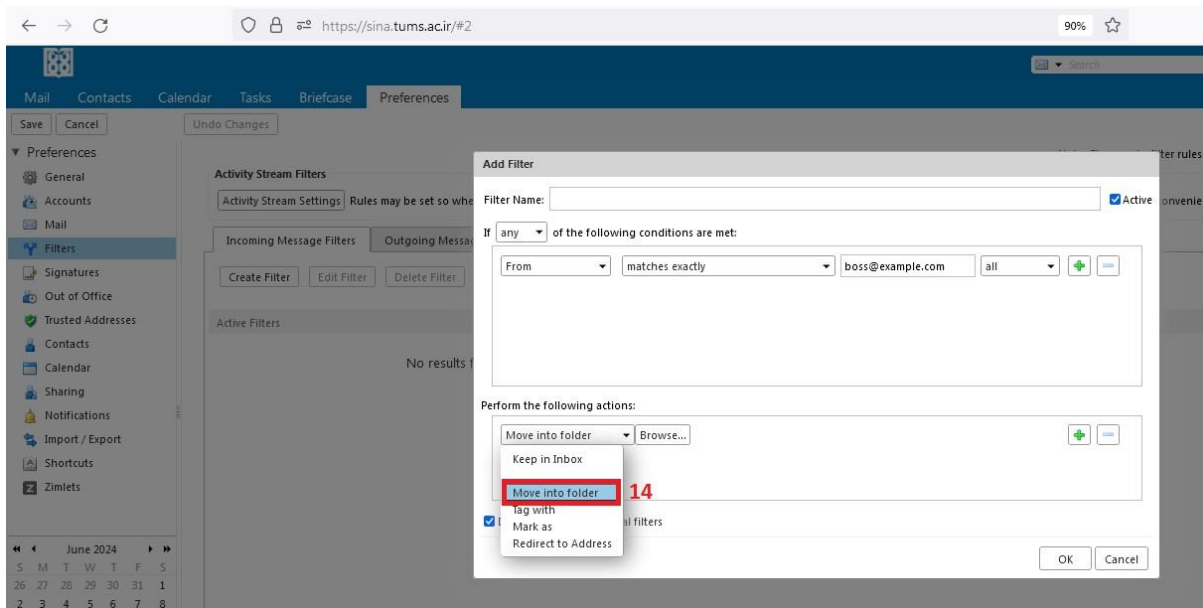 https://sina.tums.ac.ir/#2
90%
Search
Mail Contacts Calendar Tasks Briefcase Preferences
Save Cancel Undo Changes
Preferences
General
Accounts
Mail
Filters
Signatures
Out of Office
Trusted Addresses
Contacts
Calendar
Sharing
Notifications
Import / Export
Shortcuts
Zimlets
June 2024
S M T W T F S
26 27 28 29 30 31 1
2 3 4 5 6 7 8
Activity Stream Filters
Activity Stream Settings Rules may be set so whe
Incoming Message Filters Outgoing Messag
Create Filter Edit Filter Delete Filter
Active Filters
No results f
ter rules
onvenie
Add Filter
Filter Name: Active
If any of the following conditions are met:
From matches exactly boss@example.com all
Perform the following actions:
Move into folder Browse...
Keep in Inbox
Move into folder 14
Tag with
Mark as
Redirect to Address
al filters
OK Cancel